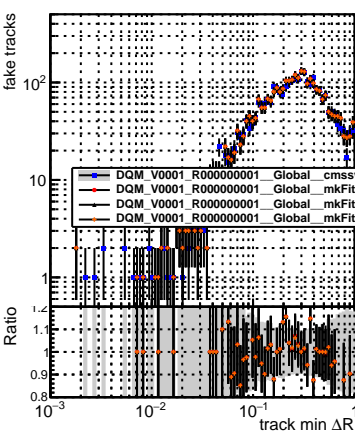 fake tracks
10²
10
1
DQM_V0001_R000000001__Global__cmssw
DQM_V0001_R000000001__Global__mkFit
DQM_V0001_R000000001__Global__mkFit
DQM_V0001_R000000001__Global__mkFit
Ratio
1.2
1.1
1
0.9
0.8
10⁻³
10⁻²
10⁻¹
1
track min ΔR